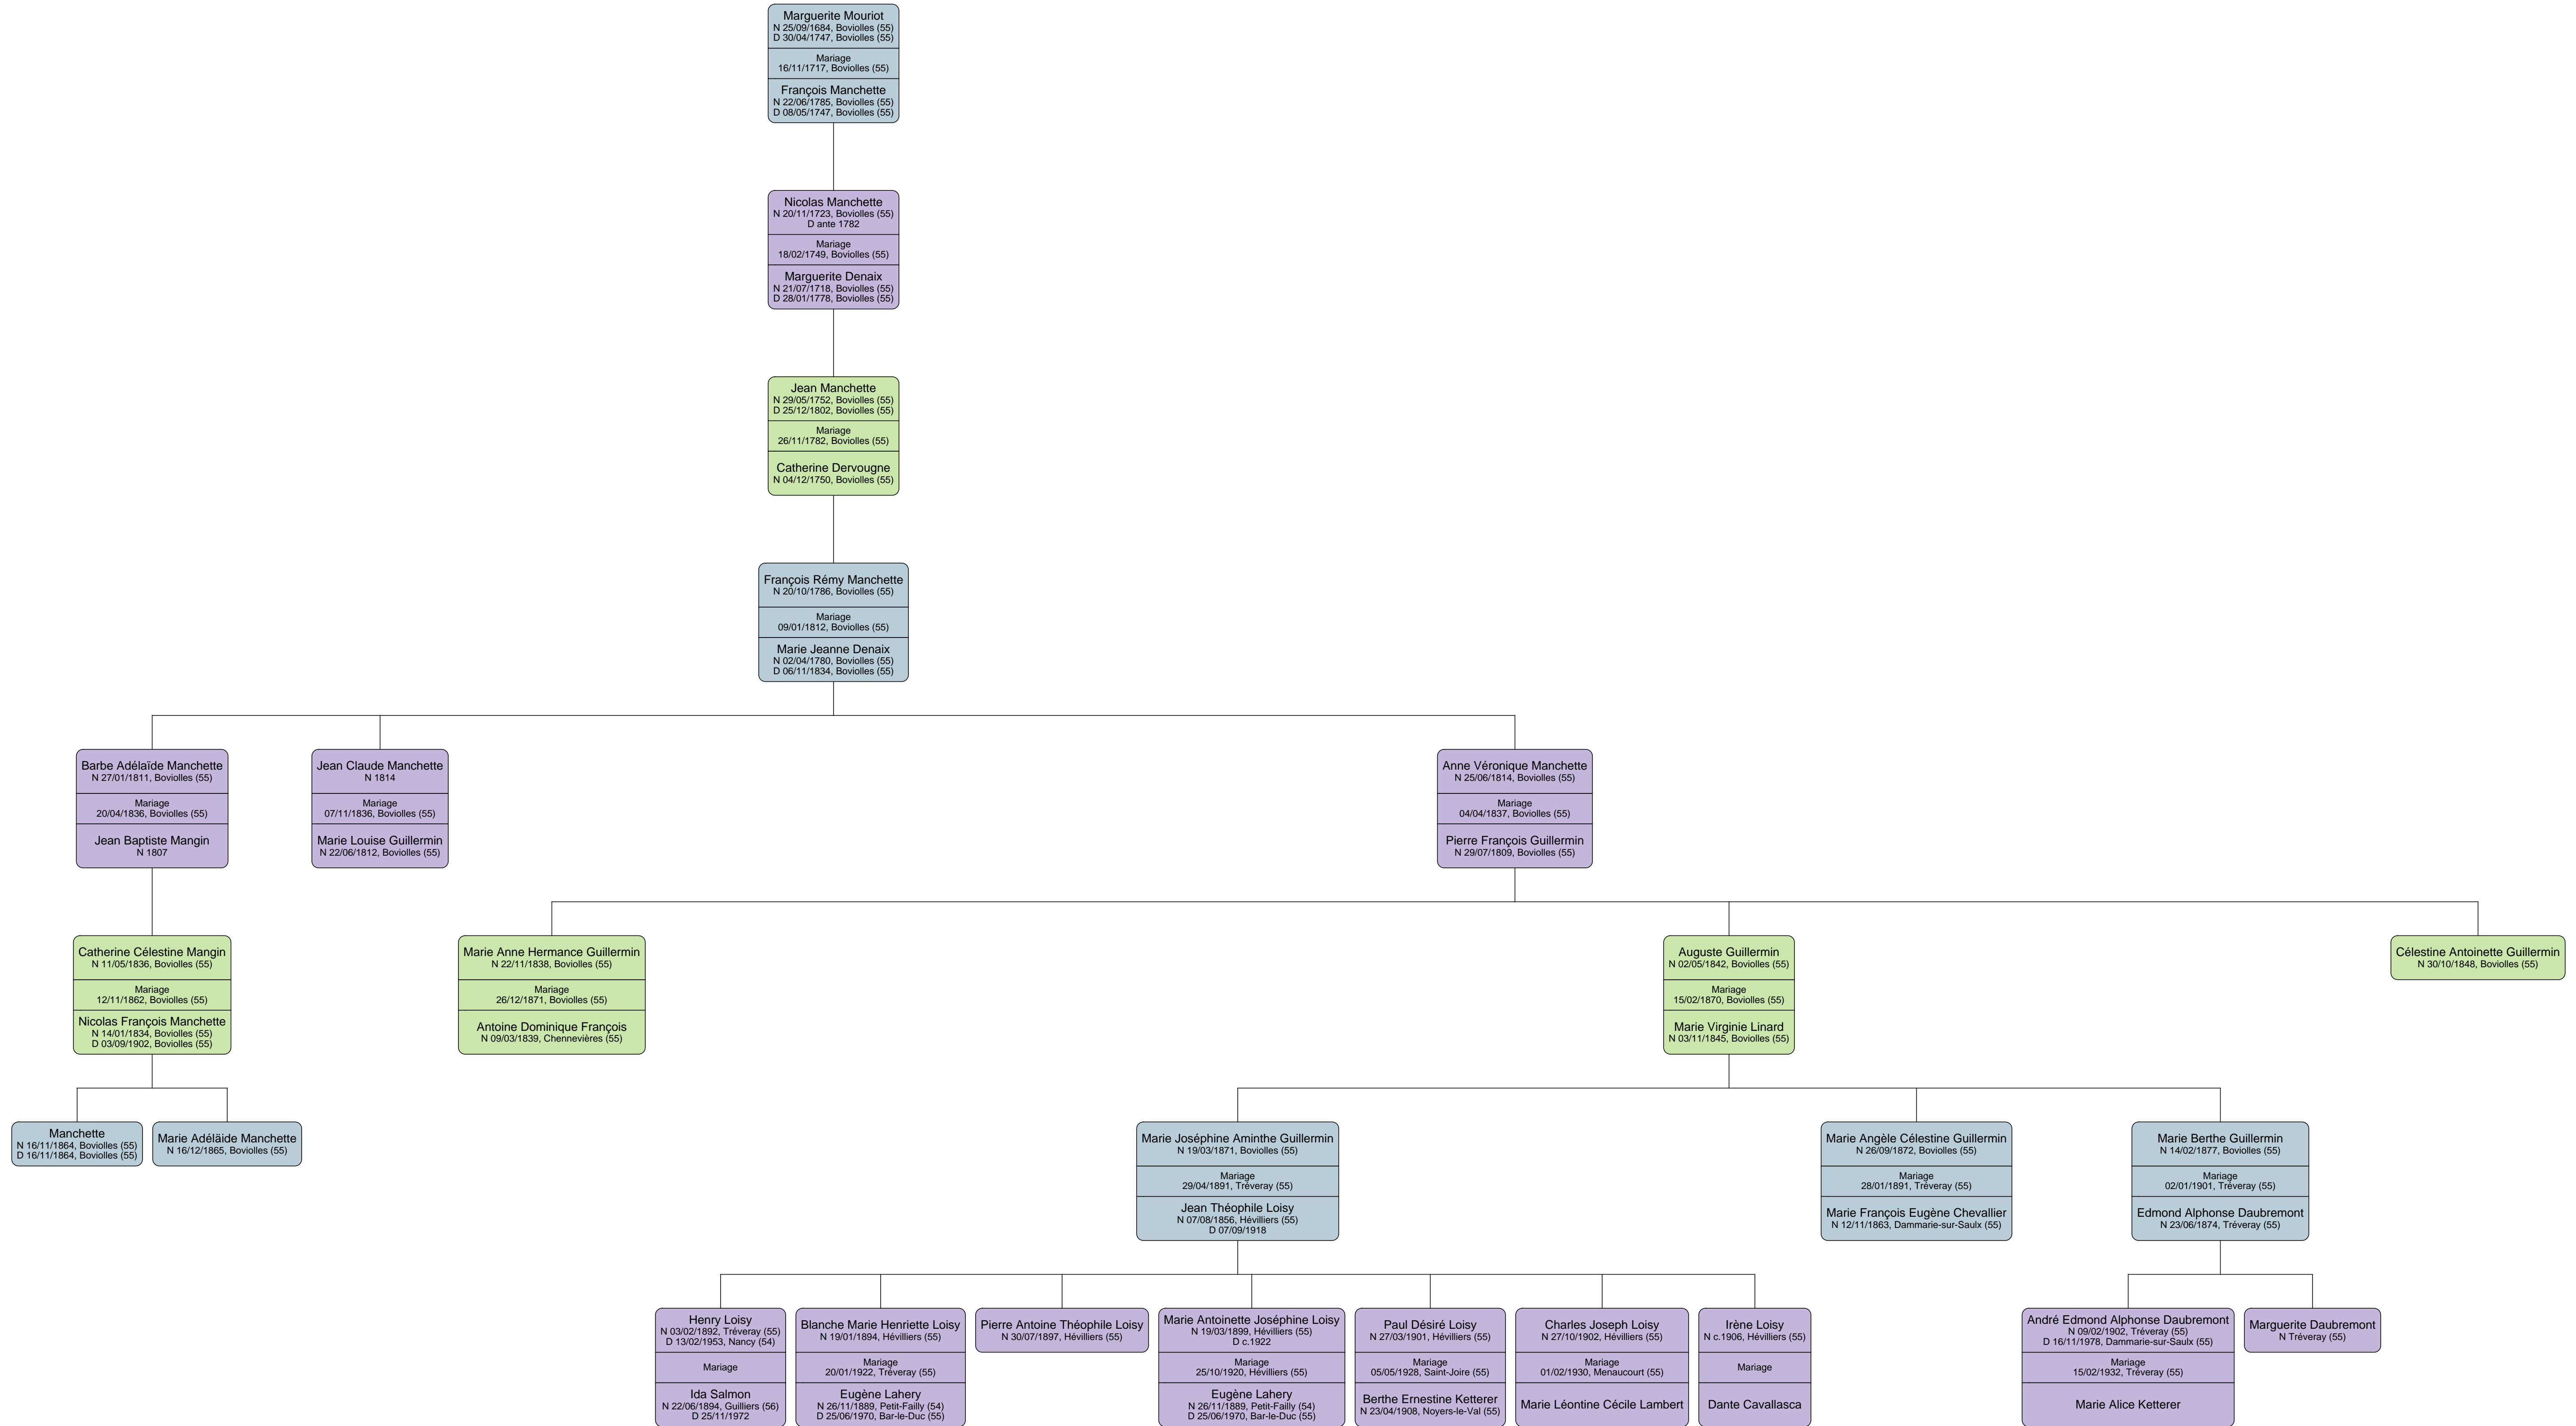 Marguerite Mouriot
N 25/09/1684, Boviolles (55)
D 30/04/1747, Boviolles (55)
Mariage
16/11/1717, Boviolles (55)
François Manchette
N 22/06/1785, Boviolles (55)
D 08/05/1747, Boviolles (55)
Nicolas Manchette
N 20/11/1723, Boviolles (55)
D ante 1782
Mariage
18/02/1749, Boviolles (55)
Marguerite Denaix
N 21/07/1718, Boviolles (55)
D 28/01/1778, Boviolles (55)
Jean Manchette
N 29/05/1752, Boviolles (55)
D 25/12/1802, Boviolles (55)
Mariage
26/11/1782, Boviolles (55)
Catherine Dervougne
N 04/12/1750, Boviolles (55)
François Rémy Manchette
N 20/10/1786, Boviolles (55)
Mariage
09/01/1812, Boviolles (55)
Marie Jeanne Denaix
N 02/04/1780, Boviolles (55)
D 06/11/1834, Boviolles (55)
Barbe Adélaïde Manchette
N 27/01/1811, Boviolles (55)
Mariage
20/04/1836, Boviolles (55)
Jean Baptiste Mangin
N 1807
Jean Claude Manchette
N 1814
Mariage
07/11/1836, Boviolles (55)
Marie Louise Guillermin
N 22/06/1812, Boviolles (55)
Anne Véronique Manchette
N 25/06/1814, Boviolles (55)
Mariage
04/04/1837, Boviolles (55)
Pierre François Guillermin
N 29/07/1809, Boviolles (55)
Catherine Célestine Mangin
N 11/05/1836, Boviolles (55)
Mariage
12/11/1862, Boviolles (55)
Nicolas François Manchette
N 14/01/1834, Boviolles (55)
D 03/09/1902, Boviolles (55)
Marie Anne Hermance Guillermin
N 22/11/1838, Boviolles (55)
Mariage
26/12/1871, Boviolles (55)
Antoine Dominique François
N 09/03/1839, Chennevières (55)
Auguste Guillermin
N 02/05/1842, Boviolles (55)
Mariage
15/02/1870, Boviolles (55)
Marie Virginie Linard
N 03/11/1845, Boviolles (55)
Célestine Antoinette Guillermin
N 30/10/1848, Boviolles (55)
Manchette
N 16/11/1864, Boviolles (55)
D 16/11/1864, Boviolles (55)
Marie Adéläide Manchette
N 16/12/1865, Boviolles (55)
Marie Joséphine Aminthe Guillermin
N 19/03/1871, Boviolles (55)
Mariage
29/04/1891, Tréveray (55)
Jean Théophile Loisy
N 07/08/1856, Hévilliers (55)
D 07/09/1918
Marie Angèle Célestine Guillermin
N 26/09/1872, Boviolles (55)
Mariage
28/01/1891, Tréveray (55)
Marie François Eugène Chevallier
N 12/11/1863, Dammarie-sur-Saulx (55)
Marie Berthe Guillermin
N 14/02/1877, Boviolles (55)
Mariage
02/01/1901, Tréveray (55)
Edmond Alphonse Daubremont
N 23/06/1874, Tréveray (55)
Henry Loisy
N 03/02/1892, Tréveray (55)
D 13/02/1953, Nancy (54)
Mariage
Ida Salmon
N 22/06/1894, Guilliers (56)
D 25/11/1972
Blanche Marie Henriette Loisy
N 19/01/1894, Hévilliers (55)
Mariage
20/01/1922, Tréveray (55)
Eugène Lahery
N 26/11/1889, Petit-Failly (54)
D 25/06/1970, Bar-le-Duc (55)
Pierre Antoine Théophile Loisy
N 30/07/1897, Hévilliers (55)
Marie Antoinette Joséphine Loisy
N 19/03/1899, Hévilliers (55)
D c.1922
Mariage
25/10/1920, Hévilliers (55)
Eugène Lahery
N 26/11/1889, Petit-Failly (54)
D 25/06/1970, Bar-le-Duc (55)
Paul Désiré Loisy
N 27/03/1901, Hévilliers (55)
Mariage
05/05/1928, Saint-Joire (55)
Berthe Ernestine Ketterer
N 23/04/1908, Noyers-le-Val (55)
Charles Joseph Loisy
N 27/10/1902, Hévilliers (55)
Mariage
01/02/1930, Menaucourt (55)
Marie Léontine Cécile Lambert
Irène Loisy
N c.1906, Hévilliers (55)
Mariage
Dante Cavallasca
André Edmond Alphonse Daubremont
N 09/02/1902, Tréveray (55)
D 16/11/1978, Dammarie-sur-Saulx (55)
Mariage
15/02/1932, Tréveray (55)
Marie Alice Ketterer
Marguerite Daubremont
N Tréveray (55)